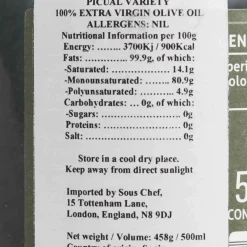 PICUAL VARIETY
100% EXTRA VIRGIN OLIVE OIL
ALLERGENS: NIL
Nutritional Information per 100g
Energy: ........ 3700Kj / 900Kcal
Fats: .............. 99.9g, of which:
-Saturated: ................... 14.1g
-Monounsaturated: ....... 80.9g
-Polyunsaturated: .......... 4.9g
Carbohydrates: .... 0g, of which:
-Sugars: ............................ 0g
Proteins: ............................ 0g
Salt: ................................... 0g
Store in a cool dry place.
Keep away from direct sunlight
Imported by Sous Chef,
15 Tottenham Lane,
London, England, N8 9DJ
Net weight / Volume: 458g / 500ml
EN
5
CON